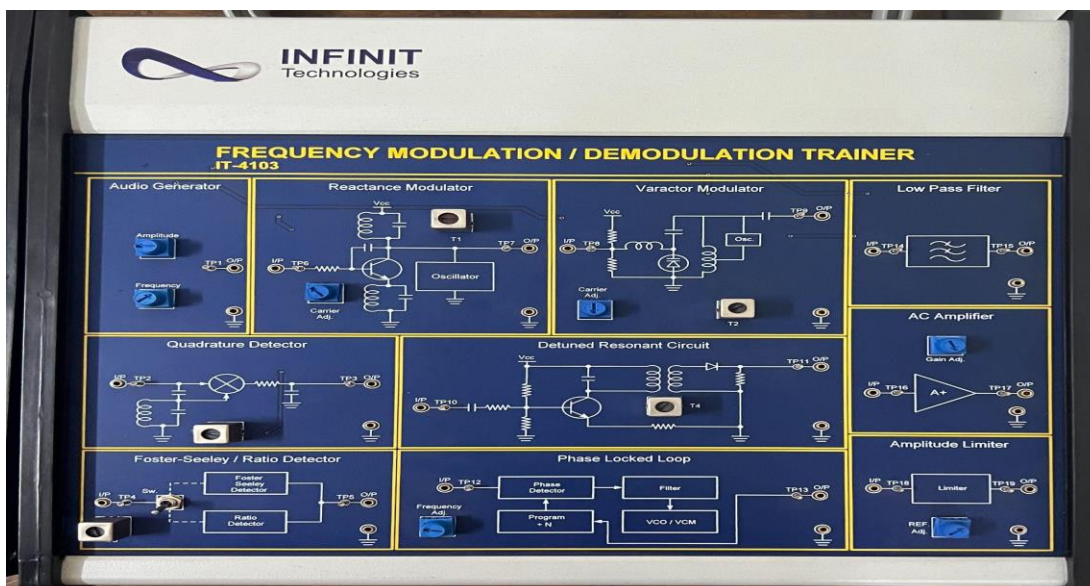 INFINIT
Technologies
FREQUENCY MODULATION / DEMODULATION TRAINER
IT-4103
Audio Generator
Amplitude
TP1 O/P
Frequency
Reactance Modulator
Vcc
T1
I/P TP6
TP7 O/P
Oscillator
Carrier
Adj.
Varactor Modulator
Vcc
TP9 O/P
I/P TP8
Osc.
Carrier
Adj.
T2
Low Pass Filter
I/P TP14
TP15 O/P
Quadrature Detector
I/P TP2
TP3 O/P
Detuned Resonant Circuit
Vcc
TP11 O/P
I/P TP10
T4
AC Amplifier
Gain Adj.
I/P TP16
A+
TP17 O/P
Foster-Seeley / Ratio Detector
I/P TP4
Sw.
Foster
Seeley
Detector
TP5 O/P
Ratio
Detector
Phase Locked Loop
I/P TP12
Phase
Detector
Filter
TP13 O/P
Frequency
Adj.
Program
÷ N
VCO / VCM
Amplitude Limiter
I/P TP18
Limiter
TP19 O/P
REF
Adj.